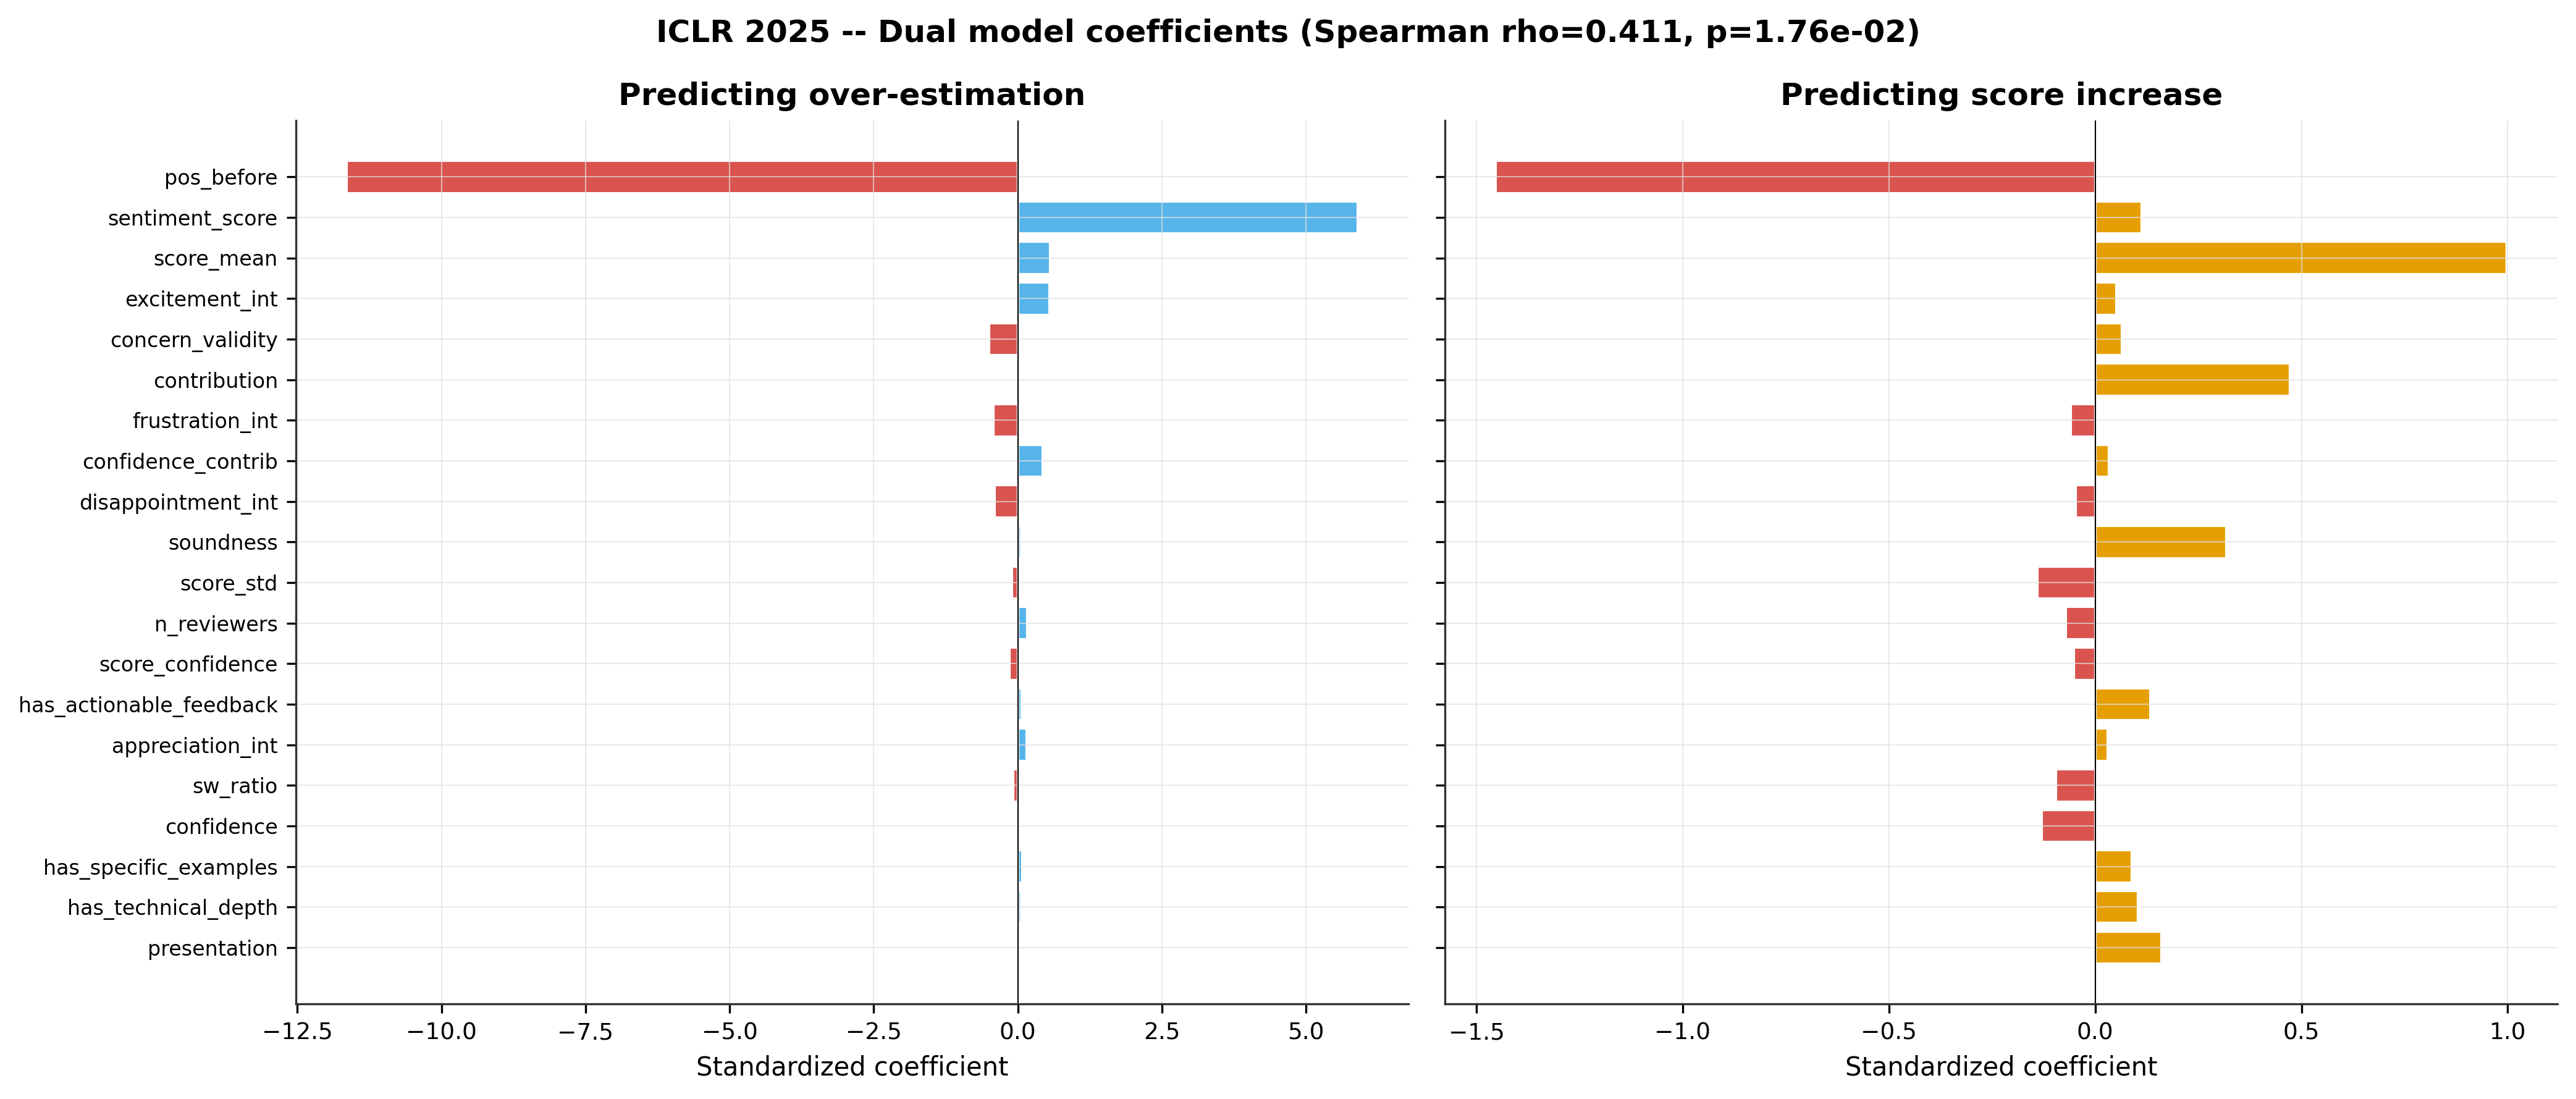 ICLR 2025 -- Dual model coefficients (Spearman rho=0.411, p=1.76e-02)
Predicting over-estimation
Predicting score increase
pos_before
sentiment_score
score_mean
excitement_int
concern_validity
contribution
frustration_int
confidence_contrib
disappointment_int
soundness
score_std
n_reviewers
score_confidence
has_actionable_feedback
appreciation_int
sw_ratio
confidence
has_specific_examples
has_technical_depth
presentation
−12.5 −10.0 −7.5 −5.0 −2.5 0.0 2.5 5.0
−1.5 −1.0 −0.5 0.0 0.5 1.0
Standardized coefficient
Standardized coefficient